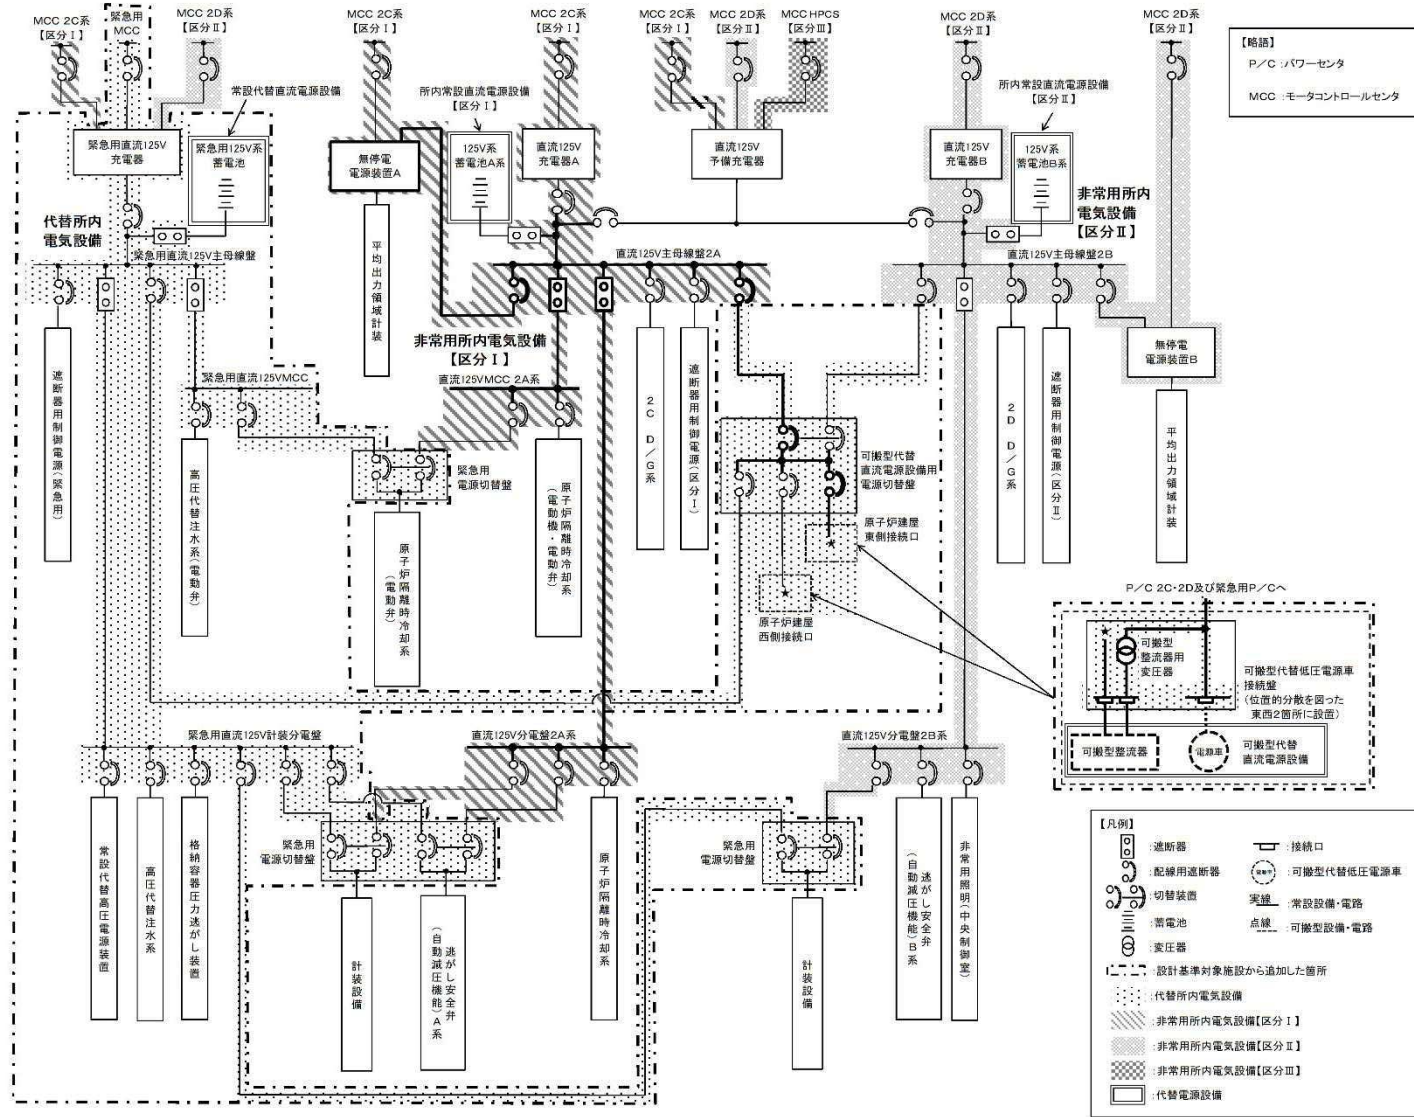 MCC 2C系
【区分Ⅰ】
緊急用
MCC
MCC 2D系
【区分Ⅱ】
MCC 2C系
【区分Ⅰ】
MCC 2C系
【区分Ⅰ】
MCC 2C系
【区分Ⅰ】
MCC 2D系
【区分Ⅱ】
MCC HPCS
【区分Ⅲ】
MCC 2D系
【区分Ⅱ】
MCC 2D系
【区分Ⅱ】
【略語】
P/C :パワーセンタ
MCC :モータコントロールセンタ
常設代替直流電源設備
所内常設直流電源設備
【区分Ⅰ】
所内常設直流電源設備
【区分Ⅱ】
緊急用直流125V
充電器
緊急用125V系
蓄電池
無停電
電源装置A
125V系
蓄電池A系
直流125V
充電器A
直流125V
予備充電器
直流125V
充電器B
125V系
蓄電池B系
代替所内
電気設備
非常用所内
電気設備
【区分Ⅱ】
緊急用直流125V主母線盤
直流125V主母線盤2A
直流125V主母線盤2B
平均出力領域計装
非常用所内電気設備
【区分Ⅰ】
無停電
電源装置B
遮断器用制御電源(緊急用)
緊急用直流125VMCC
直流125VMCC 2A系
2C D/G系
遮断器用制御電源(区分Ⅰ)
2D D/G系
遮断器用制御電源(区分Ⅱ)
平均出力領域計装
高圧代替注水系(電動弁)
緊急用
電源切替盤
原子炉隔離時冷却系
(電動弁)
原子炉隔離時冷却系
(電動機・電動弁)
可搬型代替
直流電源設備用
電源切替盤
原子炉建屋
東側接続口
原子炉建屋
西側接続口
P/C 2C・2D及び緊急用P/Cへ
可搬型
整流器用
変圧器
可搬型代替低圧電源車
接続盤
(位置的分散を図った
東西2箇所に設置)
可搬型整流器
電源車
可搬型代替
直流電源設備
緊急用直流125V計装分電盤
直流125V分電盤2A系
直流125V分電盤2B系
常設代替高圧電源装置
高圧代替注水系
格納容器圧力逃がし装置
緊急用
電源切替盤
計装設備
逃がし安全弁
(自動減圧機能)A系
原子炉隔離時冷却系
緊急用
電源切替盤
計装設備
逃がし安全弁
(自動減圧機能)B系
非常用照明(中央制御室)
【凡例】
:遮断器
:配線用遮断器
:切替装置
:蓄電池
:変圧器
:接続口
:可搬型代替低圧電源車
実線 :常設設備・電路
点線 :可搬型設備・電路
:設計基準対象施設から追加した箇所
:代替所内電気設備
:非常用所内電気設備【区分Ⅰ】
:非常用所内電気設備【区分Ⅱ】
:非常用所内電気設備【区分Ⅲ】
:代替電源設備